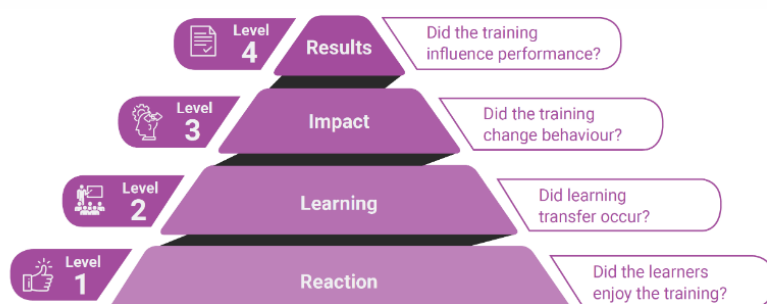 Level
4
Results
Did the training
influence performance?
Level
3
Impact
Did the training
change behaviour?
Level
2
Learning
Did learning
transfer occur?
Level
1
Reaction
Did the learners
enjoy the training?